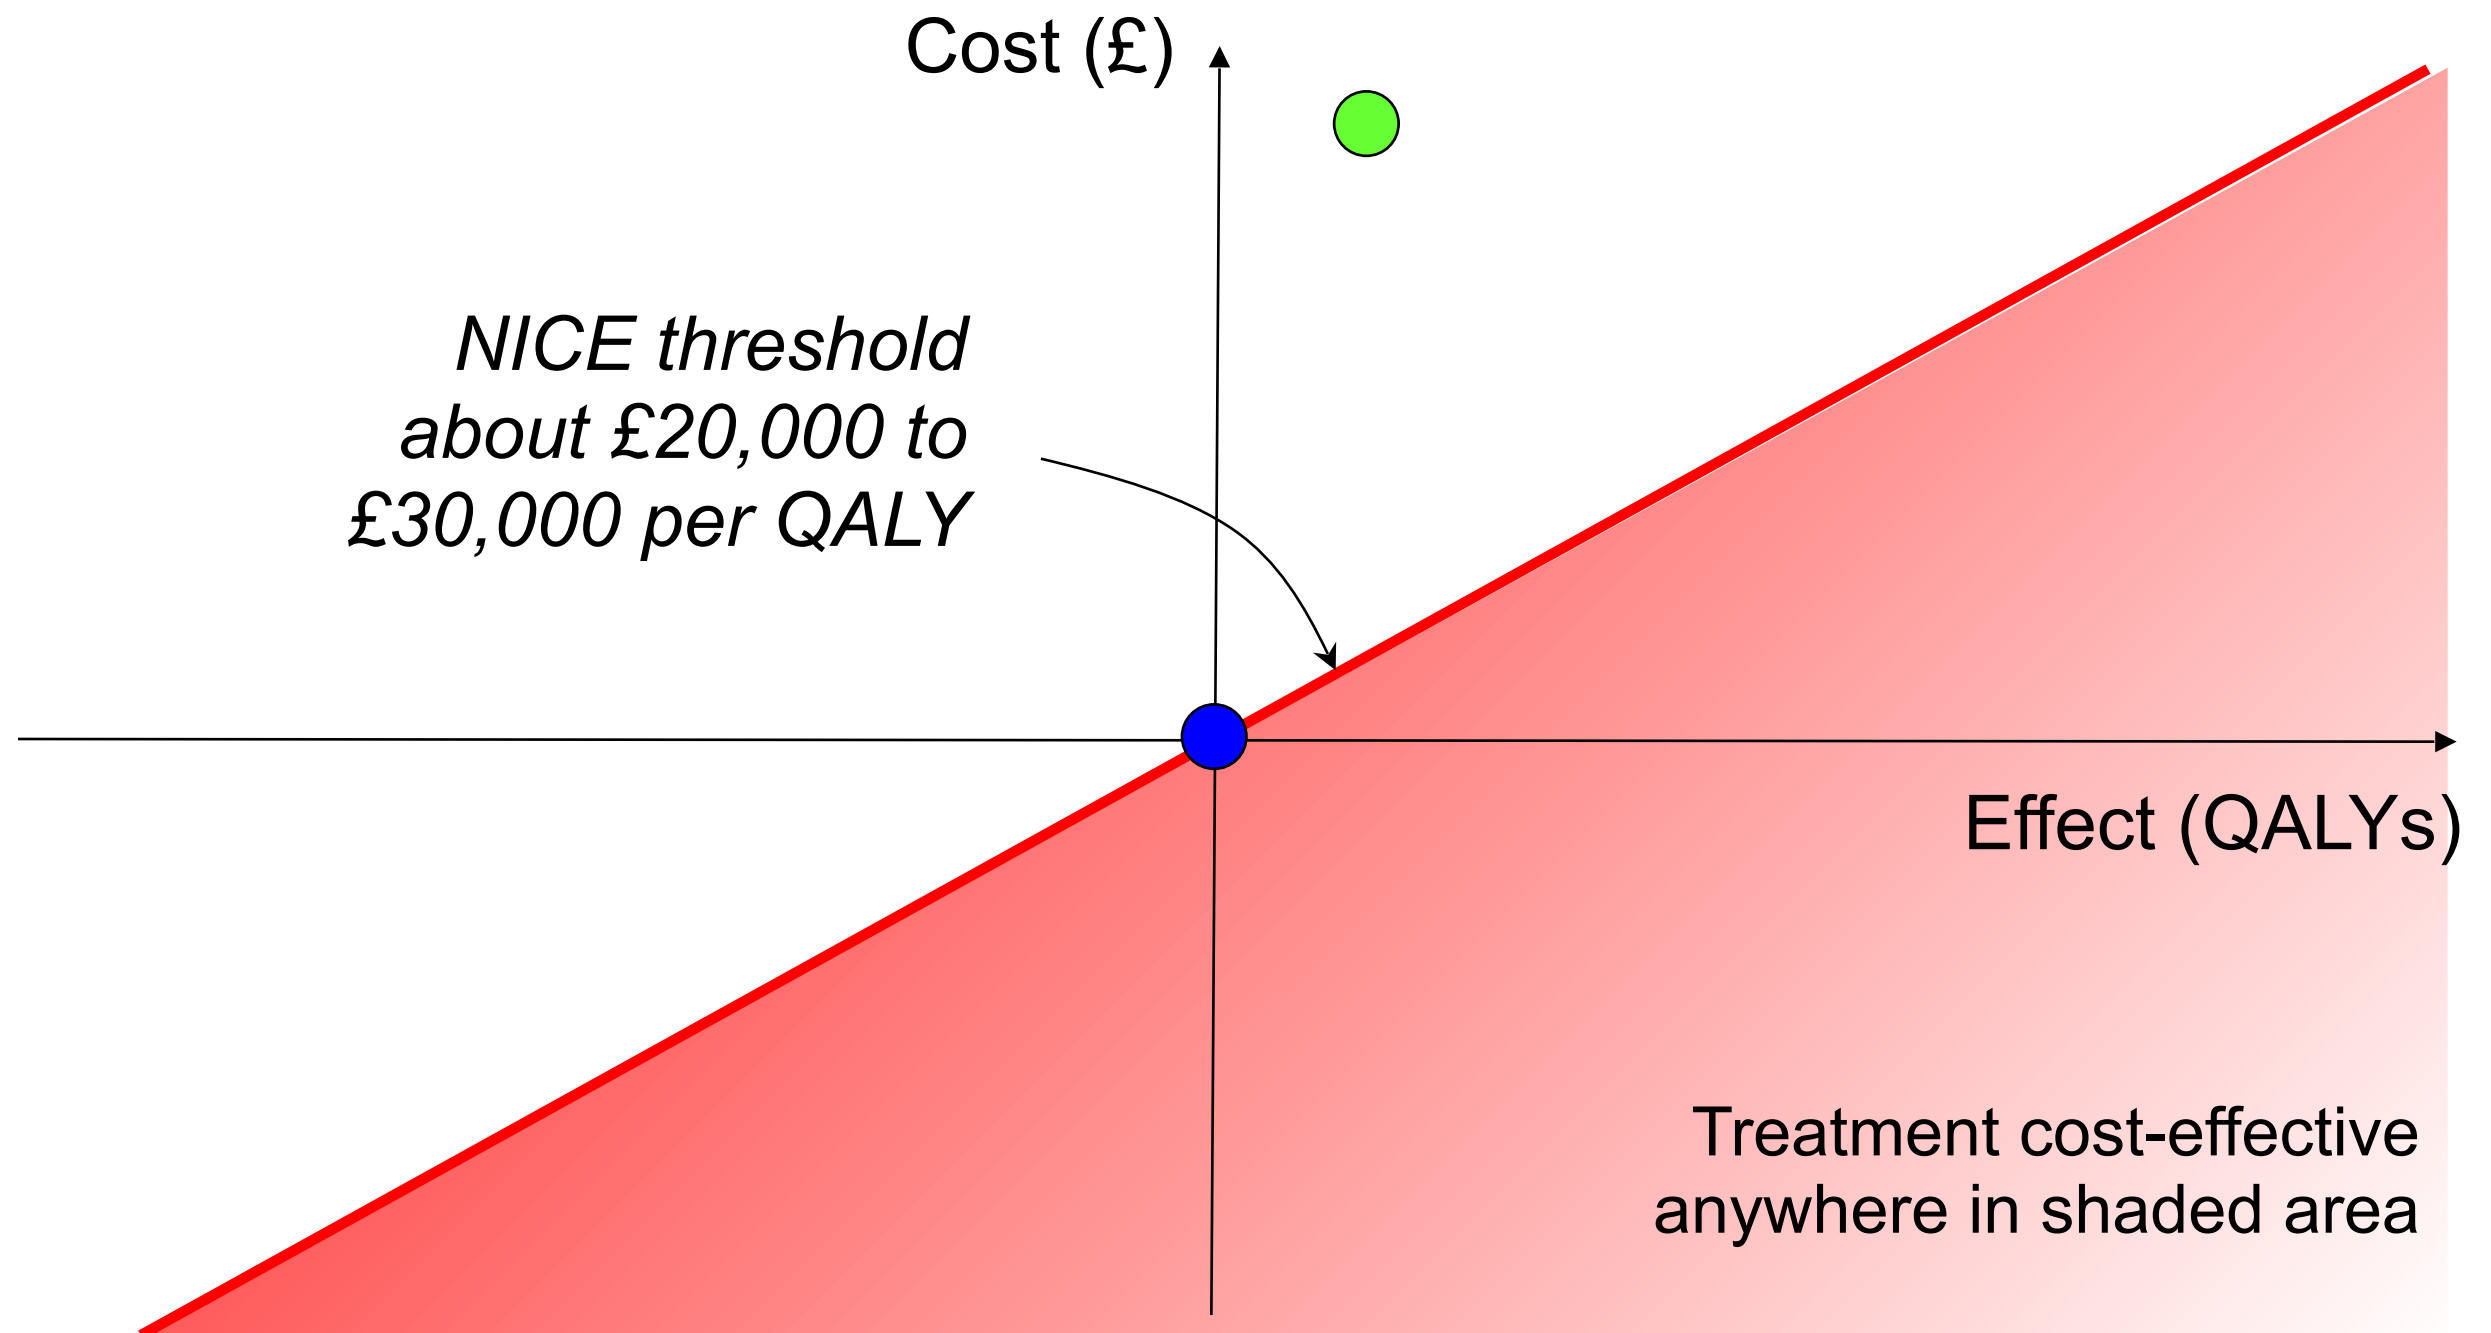 Cost (£)
NICE threshold
about £20,000 to
£30,000 per QALY
Effect (QALYs)
Treatment cost-effective
anywhere in shaded area